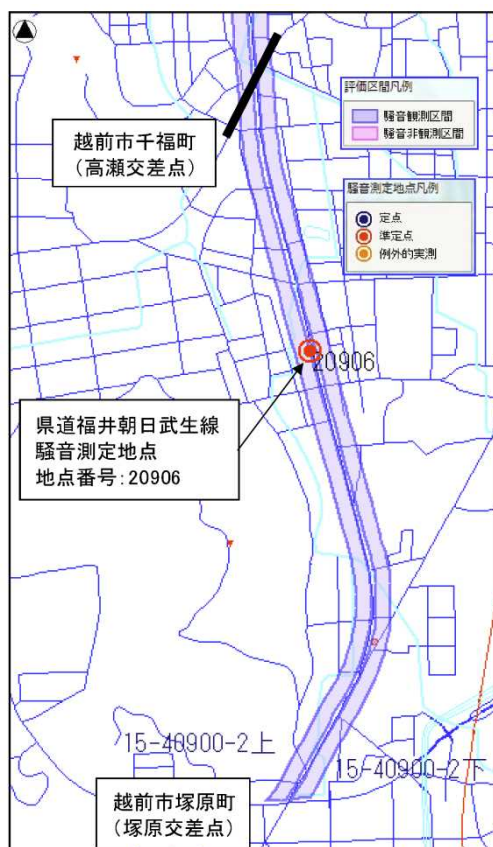 越前市千福町
（高瀬交差点）
評価区間凡例
騒音観測区間
騒音非観測区間
騒音測定地点凡例
定点
準定点
例外的実測
20906
県道福井朝日武生線
騒音測定地点
地点番号：20906
15-40900-2上
15-40900-2下
越前市塚原町
（塚原交差点）